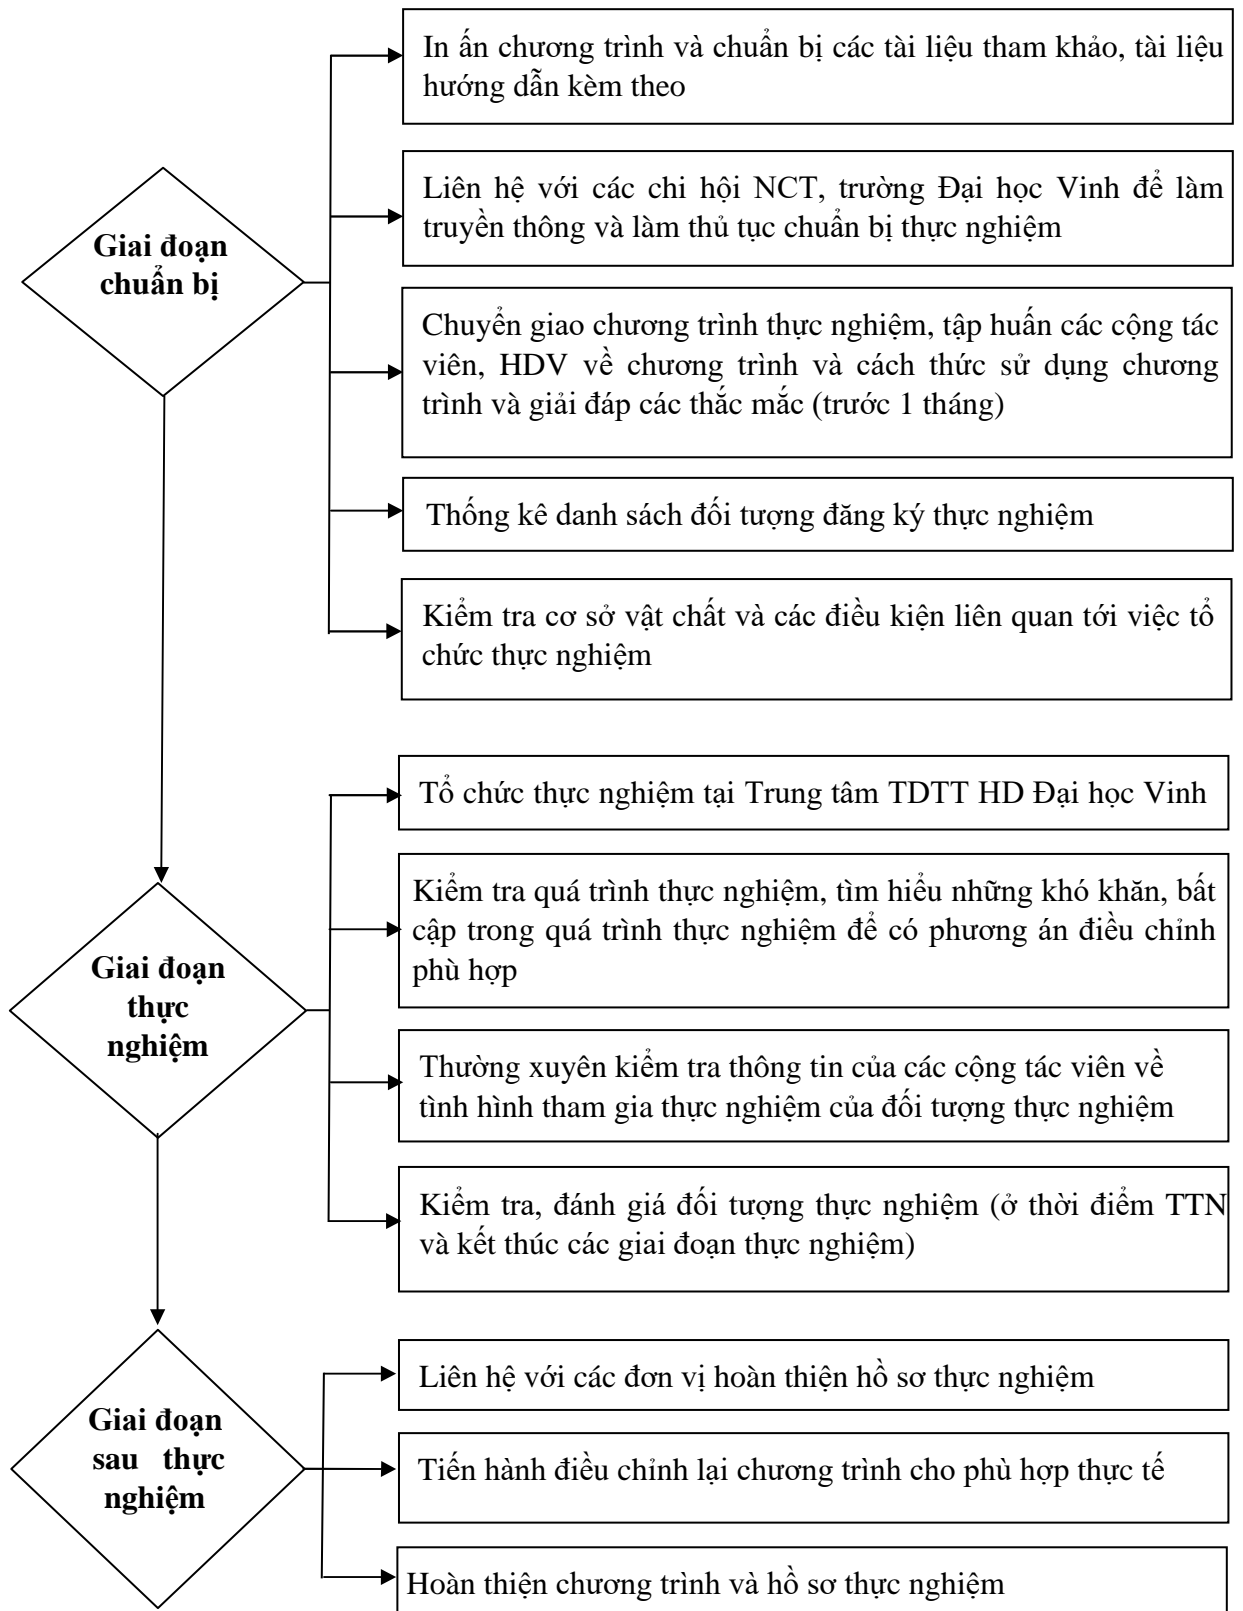 In ấn chương trình và chuẩn bị các tài liệu tham khảo, tài liệu
hướng dẫn kèm theo
Giai đoạn
chuẩn bị
Liên hệ với các chi hội NCT, trường Đại học Vinh để làm
truyền thông và làm thủ tục chuẩn bị thực nghiệm
Chuyển giao chương trình thực nghiệm, tập huấn các cộng tác
viên, HDV về chương trình và cách thức sử dụng chương
trình và giải đáp các thắc mắc (trước 1 tháng)
Thống kê danh sách đối tượng đăng ký thực nghiệm
Kiểm tra cơ sở vật chất và các điều kiện liên quan tới việc tổ
chức thực nghiệm
Giai đoạn
thực
nghiệm
Tổ chức thực nghiệm tại Trung tâm TDTT HD Đại học Vinh
Kiểm tra quá trình thực nghiệm, tìm hiểu những khó khăn, bất
cập trong quá trình thực nghiệm để có phương án điều chỉnh
phù hợp
Thường xuyên kiểm tra thông tin của các cộng tác viên về
tình hình tham gia thực nghiệm của đối tượng thực nghiệm
Kiểm tra, đánh giá đối tượng thực nghiệm (ở thời điểm TTN
và kết thúc các giai đoạn thực nghiệm)
Giai đoạn
sau thực
nghiệm
Liên hệ với các đơn vị hoàn thiện hồ sơ thực nghiệm
Tiến hành điều chỉnh lại chương trình cho phù hợp thực tế
Hoàn thiện chương trình và hồ sơ thực nghiệm